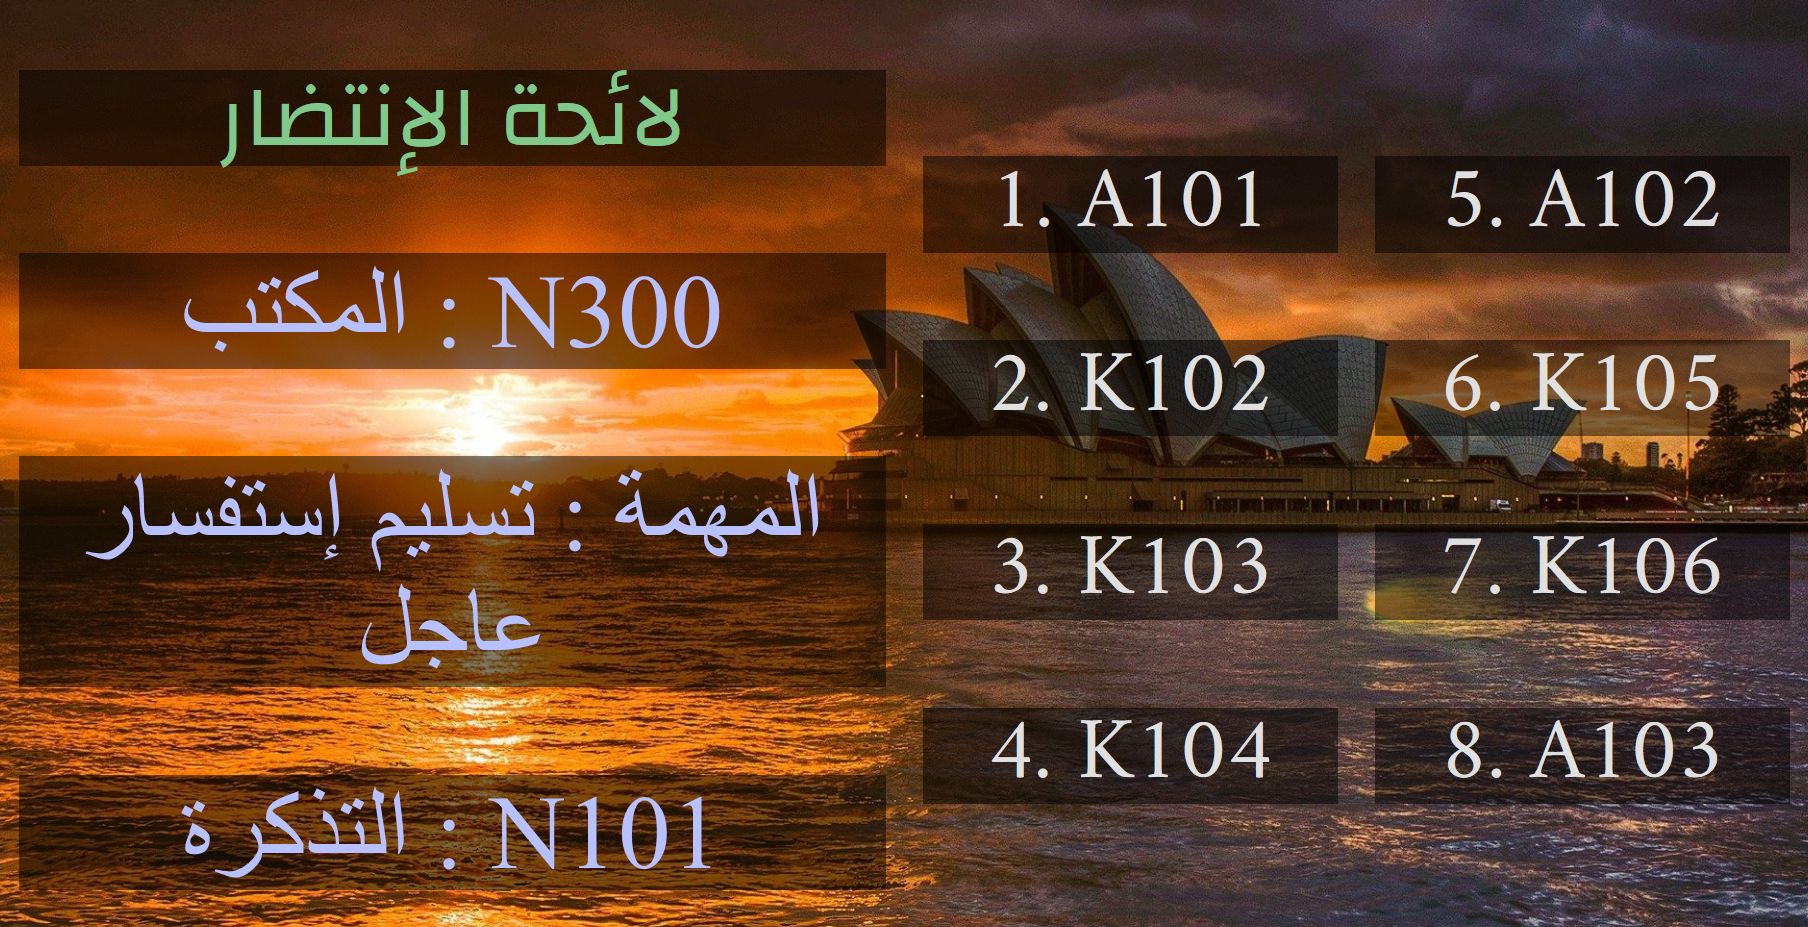 لائحة الإنتضار
المكتب : N300
المهمة : تسليم إستفسار
عاجل
التذكرة : N101
1. A101
2. K102
3. K103
4. K104
5. A102
6. K105
7. K106
8. A103